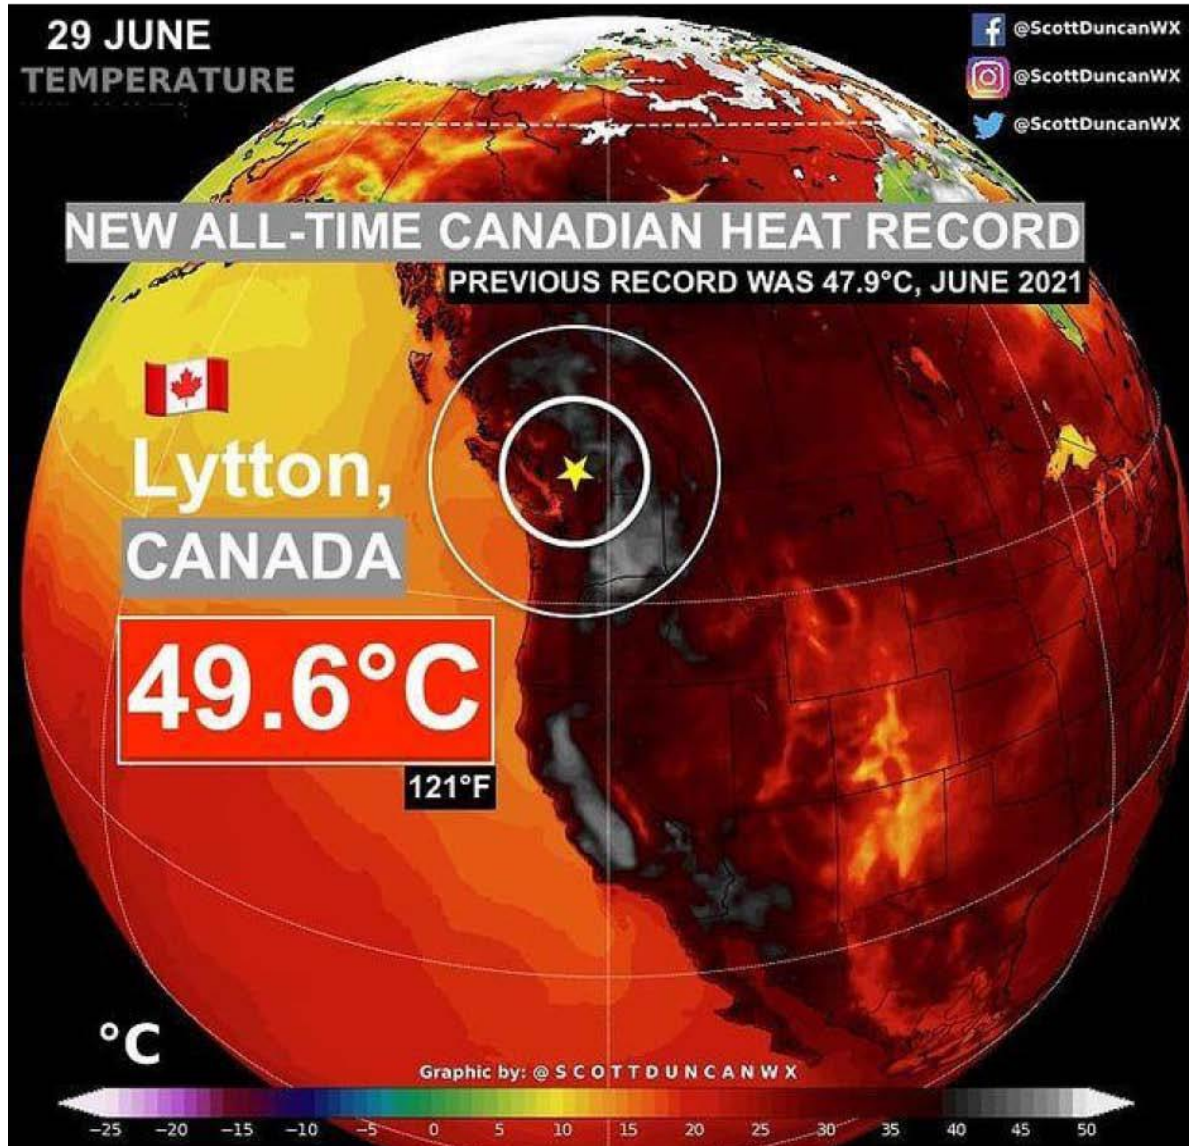 29 JUNE
TEMPERATURE
@ScottDuncanWX
@ScottDuncanWX
@ScottDuncanWX
NEW ALL-TIME CANADIAN HEAT RECORD
PREVIOUS RECORD WAS 47.9°C, JUNE 2021
Lytton,
CANADA
49.6°C
121°F
°C
Graphic by: @SCOTTDUNCANWX
−25 −20 −15 −10 −5 0 5 10 15 20 25 30 35 40 45 50